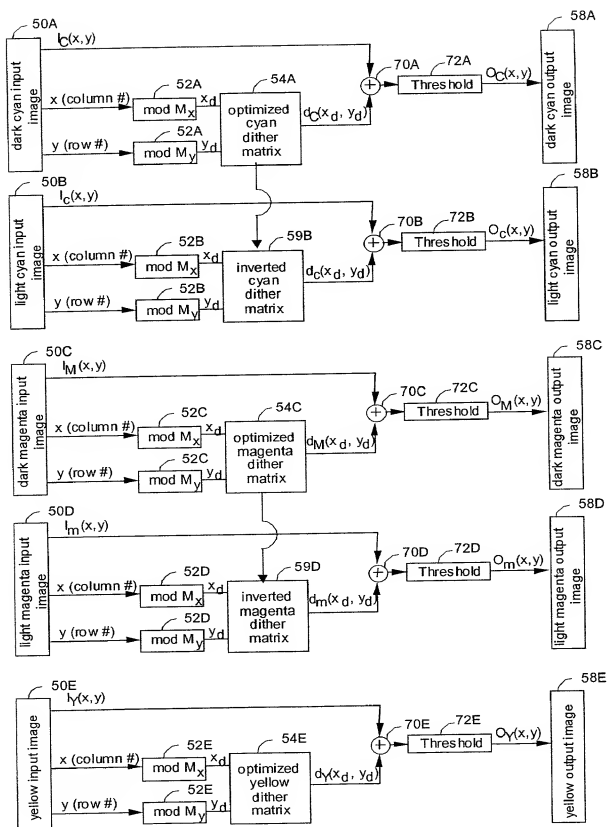 50A
dark cyan input image
I_C(x,y)
x (column #)
52A
mod M_x
x_d
y (row #)
52A
mod M_y
y_d
54A
optimized
cyan
dither
matrix
d_C(x_d, y_d)
70A
+
72A
Threshold
O_C(x,y)
58A
dark cyan output image
50B
light cyan input image
I_c(x,y)
x (column #)
52B
mod M_x
x_d
y (row #)
52B
mod M_y
y_d
59B
inverted
cyan
dither
matrix
d_c(x_d, y_d)
70B
+
72B
Threshold
O_c(x,y)
58B
light cyan output image
50C
dark magenta input image
I_M(x,y)
x (column #)
52C
mod M_x
x_d
y (row #)
52C
mod M_y
y_d
54C
optimized
magenta
dither
matrix
d_M(x_d, y_d)
70C
+
72C
Threshold
O_M(x,y)
58C
dark magenta output image
50D
light magenta input image
I_m(x,y)
x (column #)
52D
mod M_x
x_d
y (row #)
52D
mod M_y
y_d
59D
inverted
magenta
dither
matrix
d_m(x_d, y_d)
70D
+
72D
Threshold
O_m(x,y)
58D
light magenta output image
50E
yellow input image
I_Y(x,y)
x (column #)
52E
mod M_x
x_d
y (row #)
52E
mod M_y
y_d
54E
optimized
yellow
dither
matrix
d_Y(x_d, y_d)
70E
+
72E
Threshold
O_Y(x,y)
58E
yellow output image